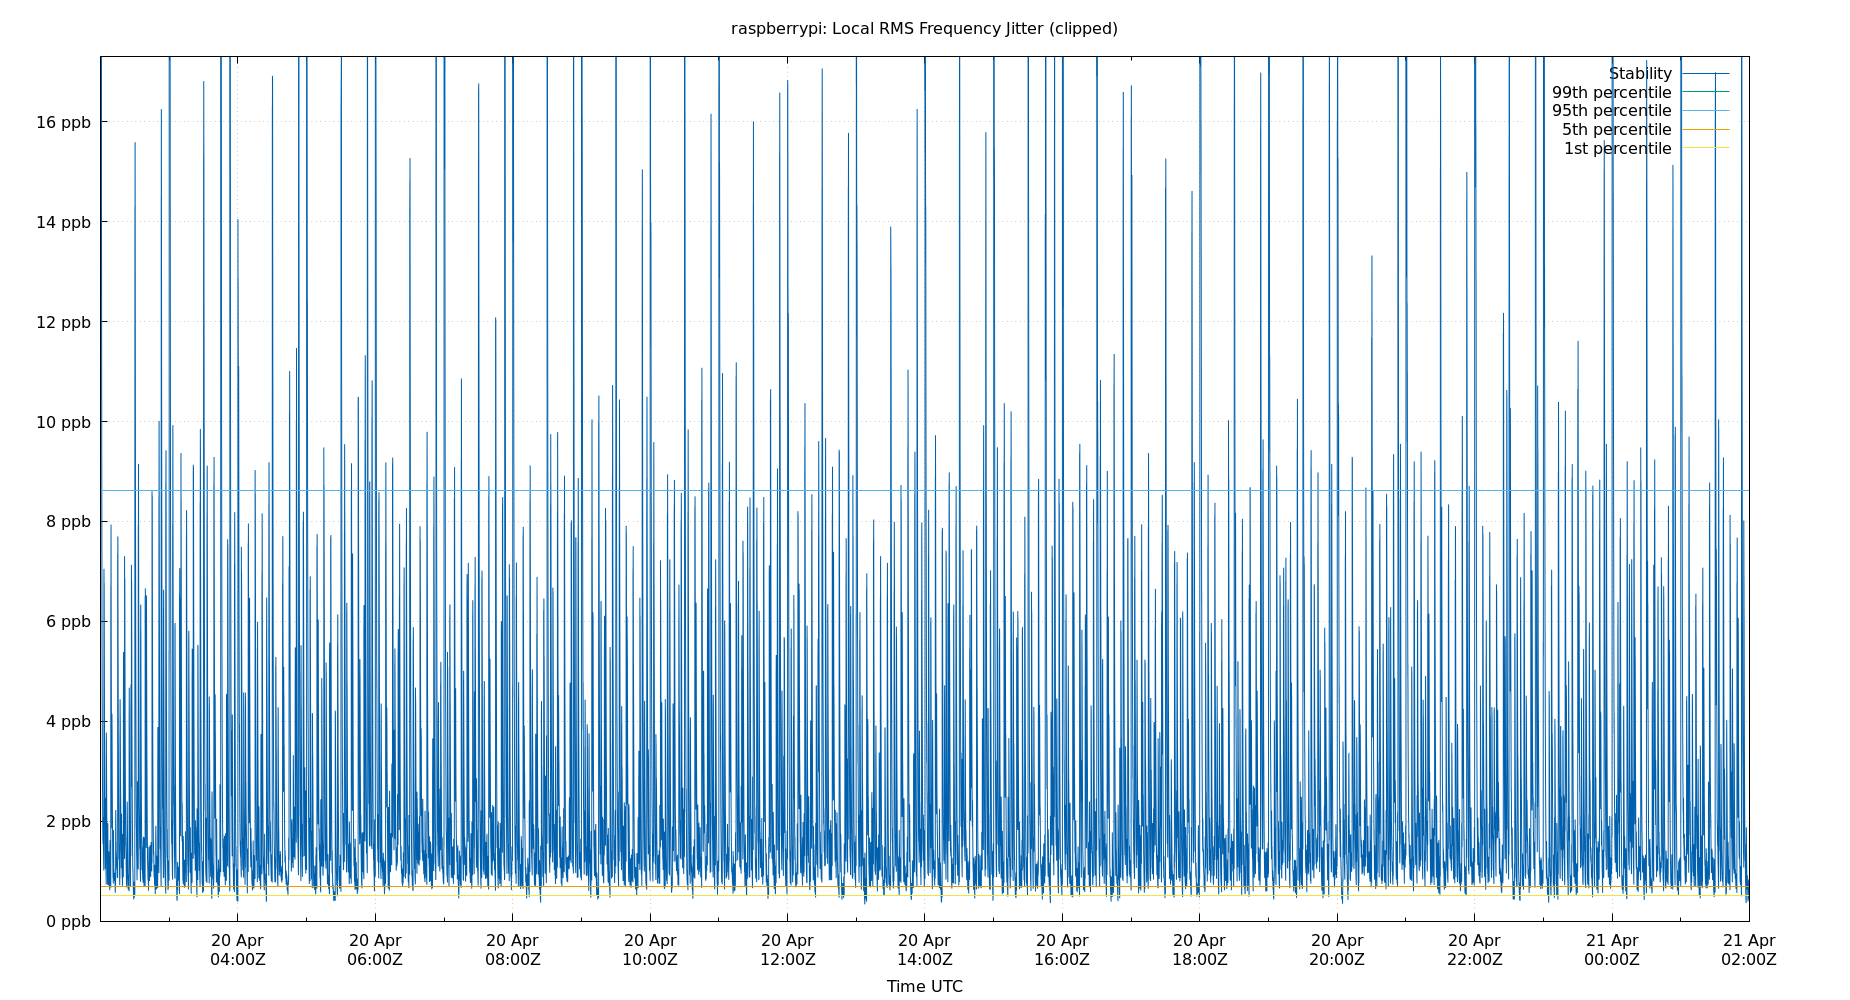 raspberrypi: Local RMS Frequency Jitter (clipped)
Stability
99th percentile
95th percentile
5th percentile
1st percentile
16 ppb
14 ppb
12 ppb
10 ppb
8 ppb
6 ppb
4 ppb
2 ppb
0 ppb
20 Apr 20 Apr 20 Apr 20 Apr 20 Apr 20 Apr 20 Apr 20 Apr 20 Apr 20 Apr 21 Apr 21 Apr
04:00Z 06:00Z 08:00Z 10:00Z 12:00Z 14:00Z 16:00Z 18:00Z 20:00Z 22:00Z 00:00Z 02:00Z
Time UTC